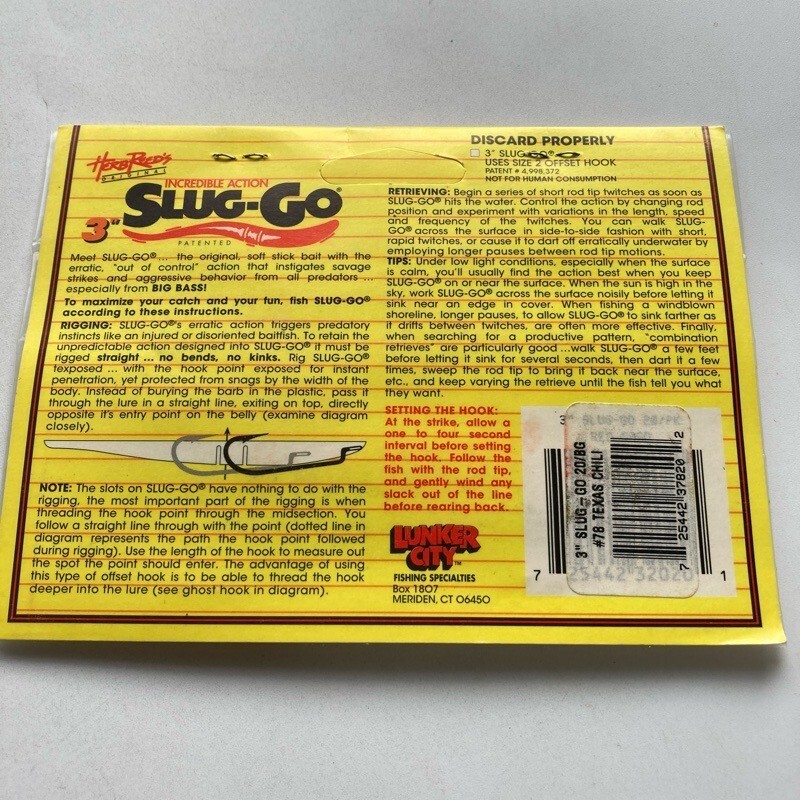 HERB REED'S
ORIGINAL
INCREDIBLE ACTION
3" SLUG-GO®
PATENTED
Meet SLUG-GO®... the original, soft stick bait with the
erratic, "out of control" action that instigates savage
strikes and aggressive behavior from all predators...
especially from BIG BASS!
To maximize your catch and your fun, fish SLUG-GO®
according to these instructions.
RIGGING: SLUG-GO®'s erratic action triggers predatory
instincts like an injured or disoriented baitfish. To retain the
unpredictable action designed into SLUG-GO® it must be
rigged straight ... no bends, no kinks. Rig SLUG-GO®
texposed ... with the hook point exposed for instant
penetration, yet protected from snags by the width of the
body. Instead of burying the barb in the plastic, pass it
through the lure in a straight line, exiting on top, directly
opposite it's entry point on the belly (examine diagram
closely).
NOTE: The slots on SLUG-GO® have nothing to do with the
rigging, the most important part of the rigging is when
threading the hook point through the midsection. You
follow a straight line through with the point (dotted line in
diagram represents the path the hook point followed
during rigging). Use the length of the hook to measure out
the spot the point should enter. The advantage of using
this type of offset hook is to be able to thread the hook
deeper into the lure (see ghost hook in diagram).
DISCARD PROPERLY
3" SLUG-GO®
USES SIZE 2 OFFSET HOOK
PATENT # 4,998,372
NOT FOR HUMAN CONSUMPTION
RETRIEVING: Begin a series of short rod tip twitches as soon as
SLUG-GO® hits the water. Control the action by changing rod
position and experiment with variations in the length, speed
and frequency of the twitches. You can walk SLUG-
GO® across the surface in side-to-side fashion with short,
rapid twitches, or cause it to dart off erratically underwater by
employing longer pauses between rod tip motions.
TIPS: Under low light conditions, especially when the surface
is calm, you'll usually find the action best when you keep
SLUG-GO® on or near the surface. When the sun is high in the
sky, work SLUG-GO® across the surface noisily before letting it
sink near an edge in cover. When fishing a windblown
shoreline, longer pauses, to allow SLUG-GO® to sink farther as
it drifts between twitches, are often more effective. Finally,
when searching for a productive pattern, "combination
retrieves" are particularly good ...walk SLUG-GO® a few feet
before letting it sink for several seconds, then dart it a few
times, sweep the rod tip to bring it back near the surface,
etc., and keep varying the retrieve until the fish tell you what
they want.
SETTING THE HOOK:
At the strike, allow a
one to four second
interval before setting
the hook. Follow the
fish with the rod tip,
and gently wind any
slack out of the line
before rearing back.
LUNKER
CITY™
FISHING SPECIALTIES
Box 1807
MERIDEN, CT 06450
3" SLUG-GO 20/PK
7 25442 32020 1
3" SLUG-GO 20/BG
#78 TEXAS CHILI
7 25442 37820 2